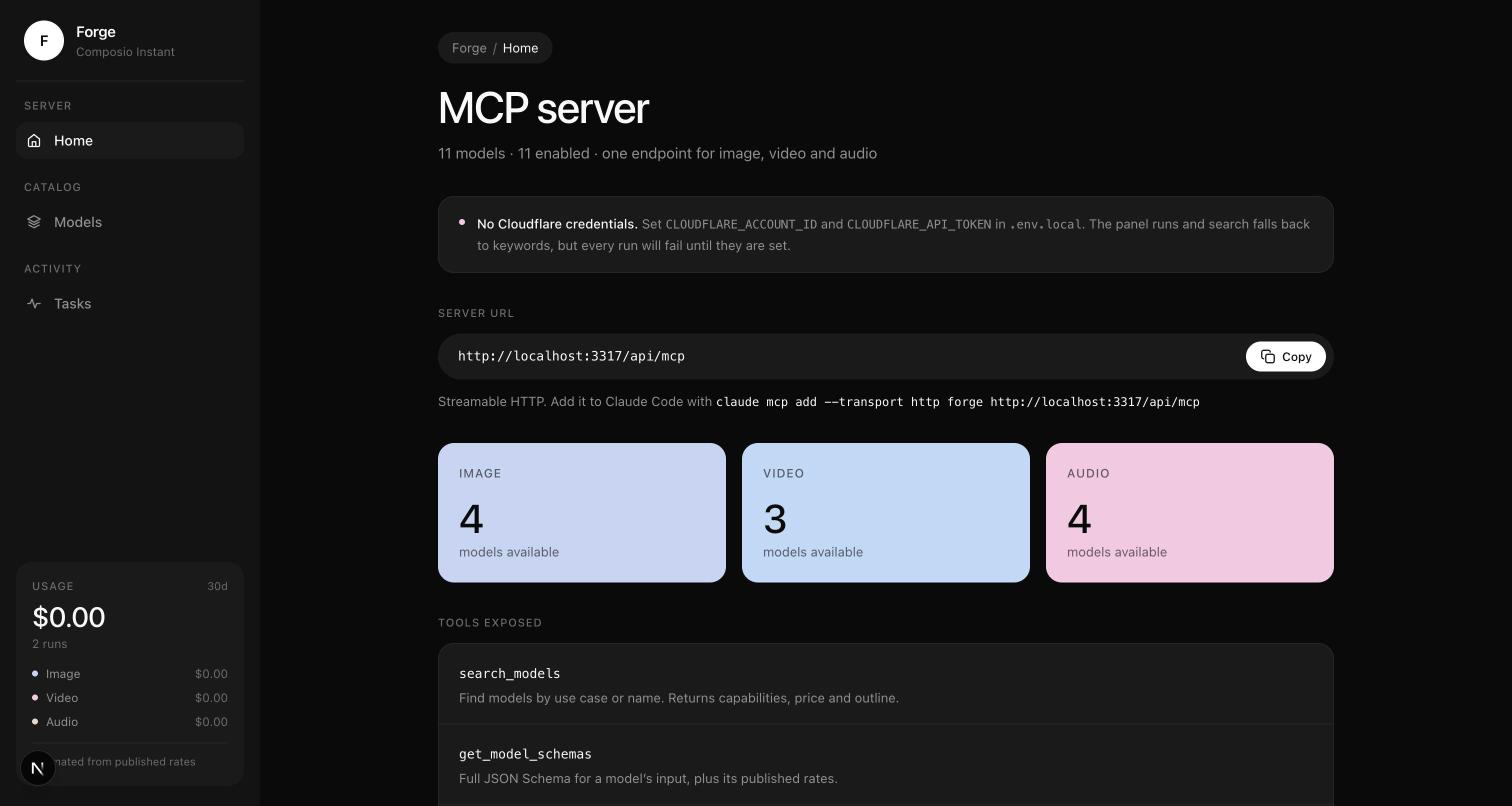 F
Forge
Composio Instant
SERVER
Home
CATALOG
Models
ACTIVITY
Tasks
USAGE
30d
$0.00
2 runs
Image $0.00
Video $0.00
Audio $0.00
mated from published rates
N
Forge / Home
MCP server
11 models · 11 enabled · one endpoint for image, video and audio
No Cloudflare credentials. Set CLOUDFLARE_ACCOUNT_ID and CLOUDFLARE_API_TOKEN in .env.local. The panel runs and search falls back
to keywords, but every run will fail until they are set.
SERVER URL
http://localhost:3317/api/mcp
Copy
Streamable HTTP. Add it to Claude Code with claude mcp add --transport http forge http://localhost:3317/api/mcp
IMAGE
4
models available
VIDEO
3
models available
AUDIO
4
models available
TOOLS EXPOSED
search_models
Find models by use case or name. Returns capabilities, price and outline.
get_model_schemas
Full JSON Schema for a model's input, plus its published rates.